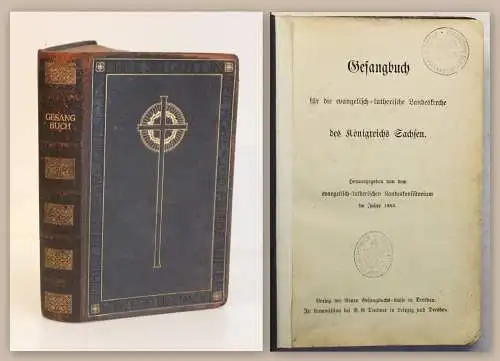 GESANG
BUCH
Gesangbuch
für die evangelisch-lutherische Landeskirche
des Königreichs Sachsen.
Herausgegeben von dem
evangelisch-lutherischen Landeskonsistorium
im Jahre 1883.
Verlag der Neuen Gesangbuchs-Kasse in Dresden.
In Kommission bei B. G. Teubner in Leipzig und Dresden.